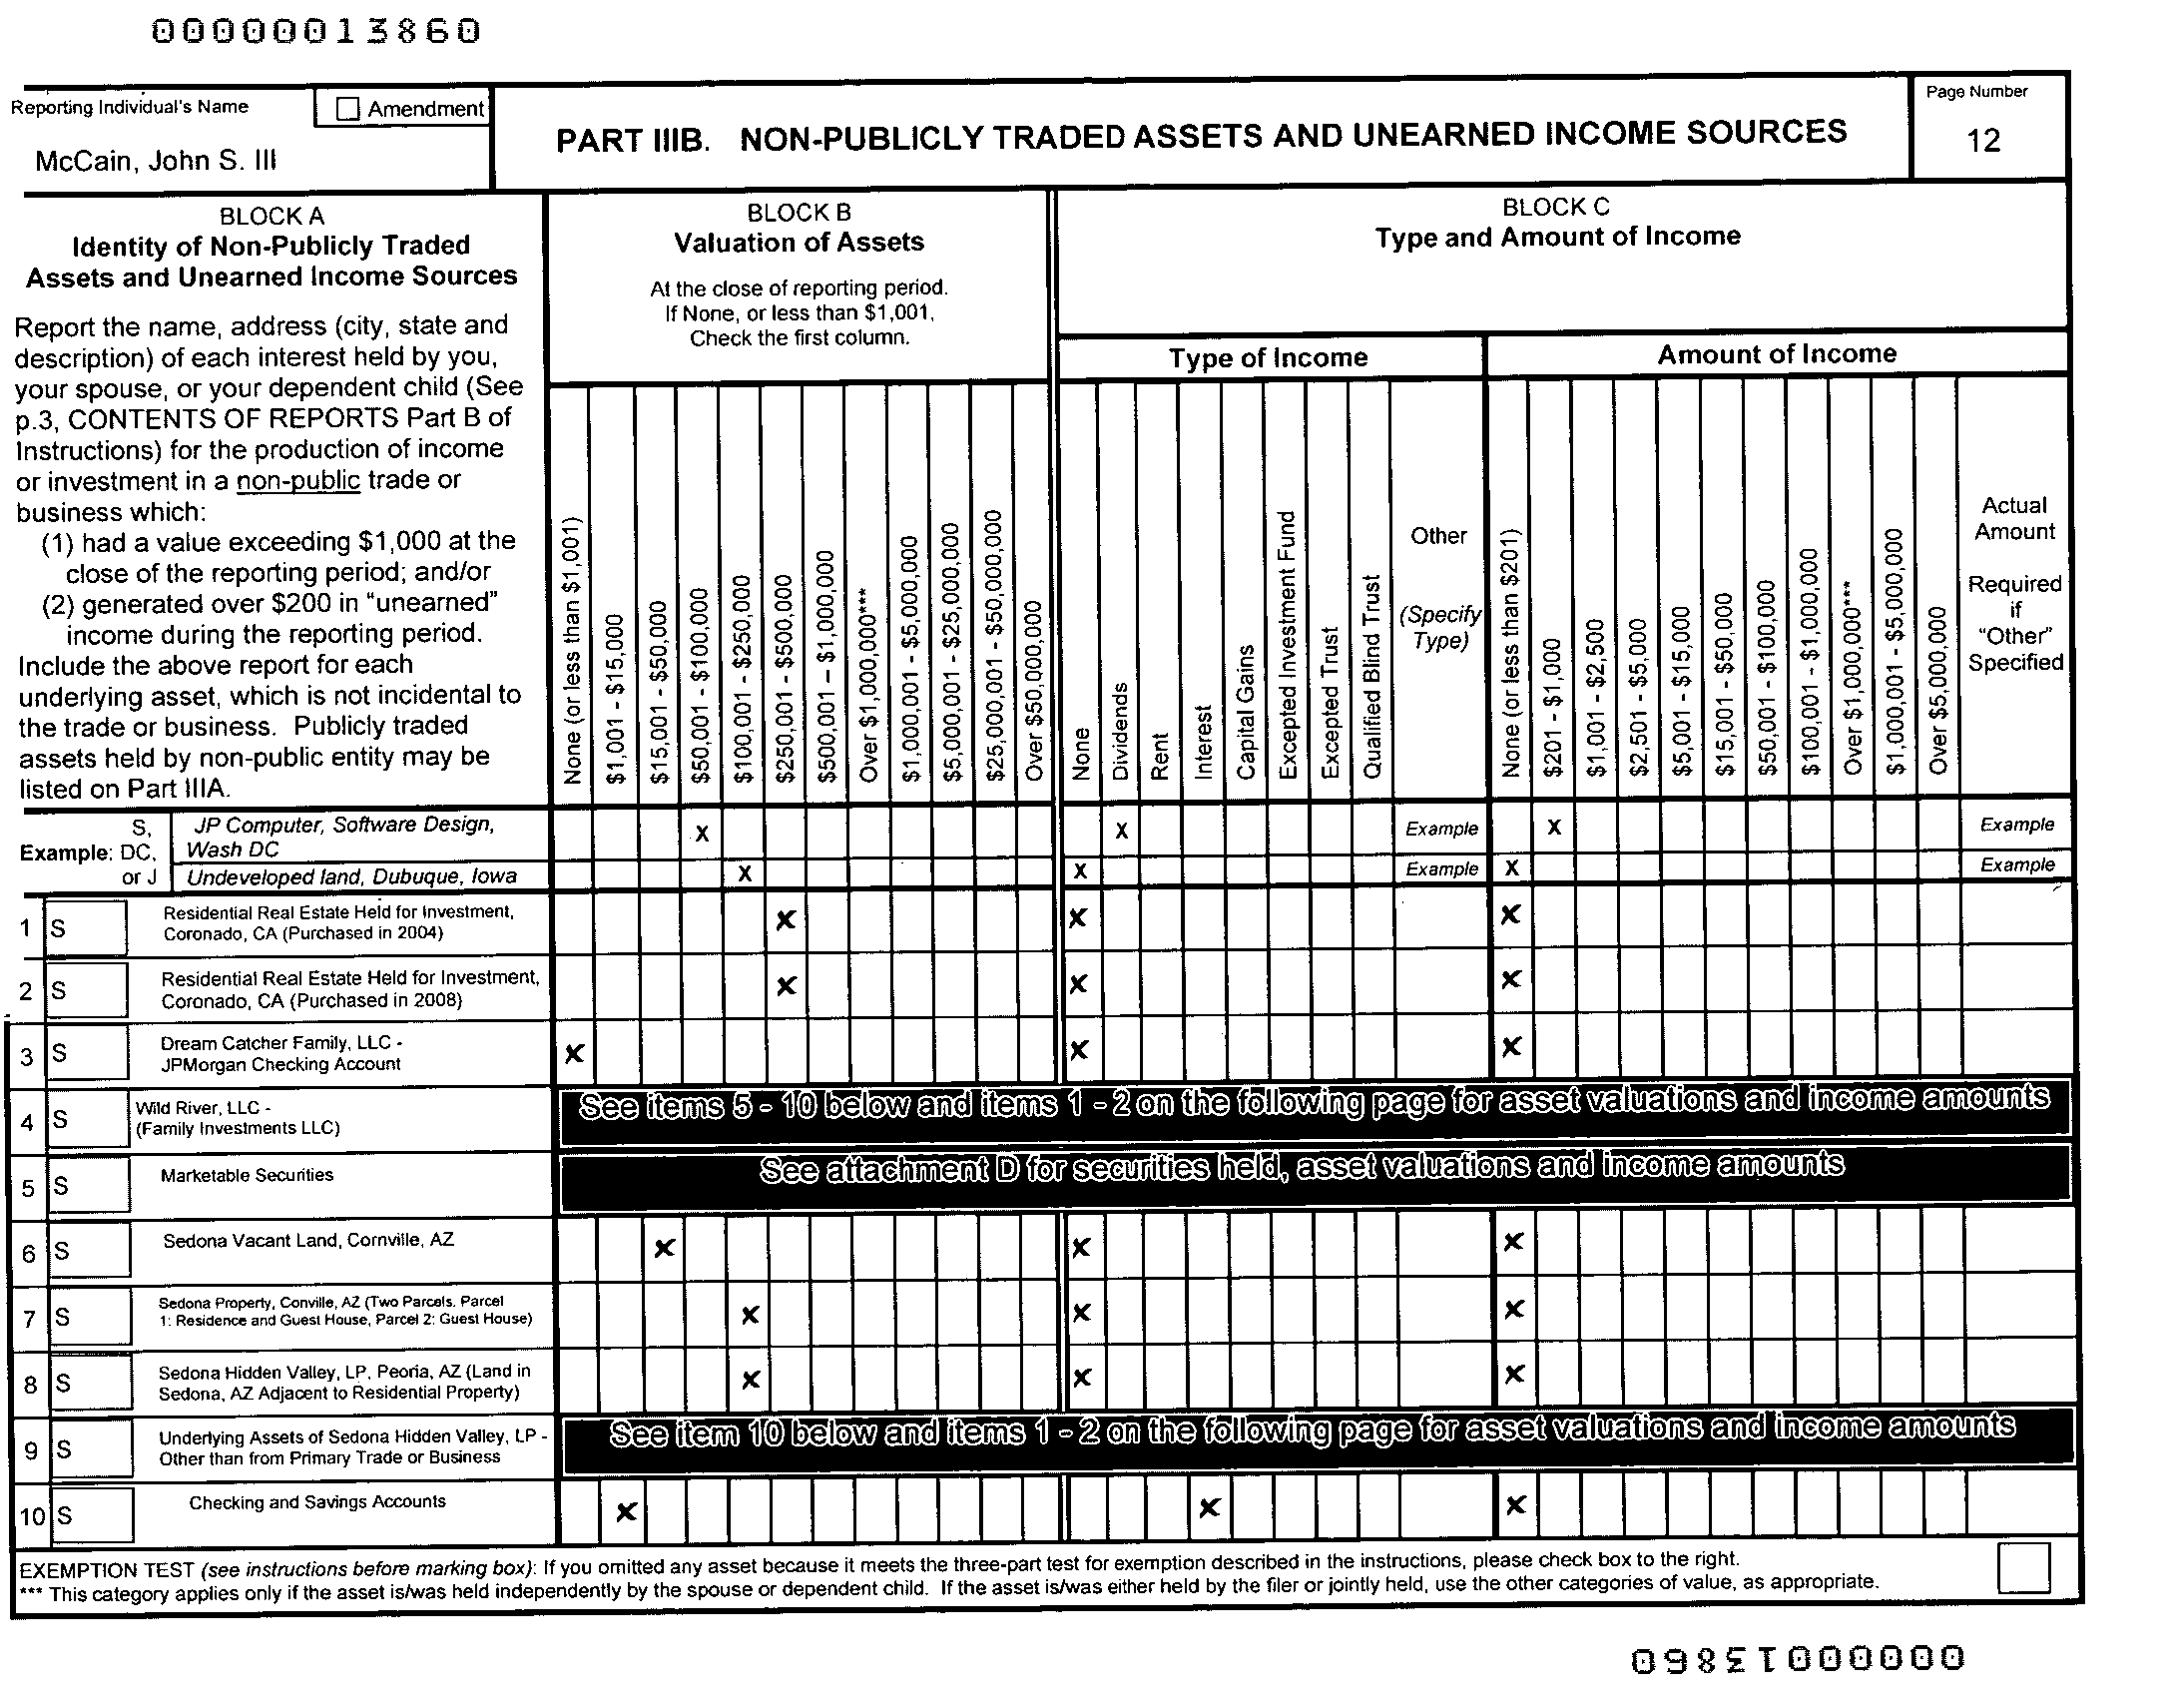 00000013860
Reporting Individual's Name
☐ Amendment
McCain, John S. III
PART IIIB. NON-PUBLICLY TRADED ASSETS AND UNEARNED INCOME SOURCES
Page Number
12
BLOCK A
Identity of Non-Publicly Traded
Assets and Unearned Income Sources
Report the name, address (city, state and
description) of each interest held by you,
your spouse, or your dependent child (See
p.3, CONTENTS OF REPORTS Part B of
Instructions) for the production of income
or investment in a non-public trade or
business which:
(1) had a value exceeding $1,000 at the
close of the reporting period; and/or
(2) generated over $200 in “unearned”
income during the reporting period.
Include the above report for each
underlying asset, which is not incidental to
the trade or business. Publicly traded
assets held by non-public entity may be
listed on Part IIIA.
BLOCK B
Valuation of Assets
At the close of reporting period.
If None, or less than $1,001,
Check the first column.
None (or less than $1,001)
$1,001 - $15,000
$15,001 - $50,000
$50,001 - $100,000
$100,001 - $250,000
$250,001 - $500,000
$500,001 – $1,000,000
Over $1,000,000***
$1,000,001 - $5,000,000
$5,000,001 - $25,000,000
$25,000,001 - $50,000,000
Over $50,000,000
BLOCK C
Type and Amount of Income
Type of Income
None
Dividends
Rent
Interest
Capital Gains
Excepted Investment Fund
Excepted Trust
Qualified Blind Trust
Other
(Specify
Type)
Amount of Income
None (or less than $201)
$201 - $1,000
$1,001 - $2,500
$2,501 - $5,000
$5,001 - $15,000
$15,001 - $50,000
$50,001 - $100,000
$100,001 - $1,000,000
Over $1,000,000***
$1,000,001 - $5,000,000
Over $5,000,000
Actual
Amount
Required
if
“Other”
Specified
Example: S,
DC,
or J
JP Computer, Software Design,
Wash DC
X X Example X Example
Undeveloped land, Dubuque, Iowa X X Example X Example
1 S Residential Real Estate Held for Investment,
Coronado, CA (Purchased in 2004) X X X
2 S Residential Real Estate Held for Investment,
Coronado, CA (Purchased in 2008) X X X
3 S Dream Catcher Family, LLC -
JPMorgan Checking Account X X X
4 S Wild River, LLC -
(Family Investments LLC)
See items 5 - 10 below and items 1 - 2 on the following page for asset valuations and income amounts
5 S Marketable Securities
See attachment D for securities held, asset valuations and income amounts
6 S Sedona Vacant Land, Cornville, AZ X X X
7 S Sedona Property, Conville, AZ (Two Parcels. Parcel
1: Residence and Guest House, Parcel 2: Guest House) X X X
8 S Sedona Hidden Valley, LP, Peoria, AZ (Land in
Sedona, AZ Adjacent to Residential Property) X X X
9 S Underlying Assets of Sedona Hidden Valley, LP -
Other than from Primary Trade or Business
See item 10 below and items 1 - 2 on the following page for asset valuations and income amounts
10 S Checking and Savings Accounts X X X
EXEMPTION TEST (see instructions before marking box): If you omitted any asset because it meets the three-part test for exemption described in the instructions, please check box to the right.
*** This category applies only if the asset is/was held independently by the spouse or dependent child. If the asset is/was either held by the filer or jointly held, use the other categories of value, as appropriate.
00000013860